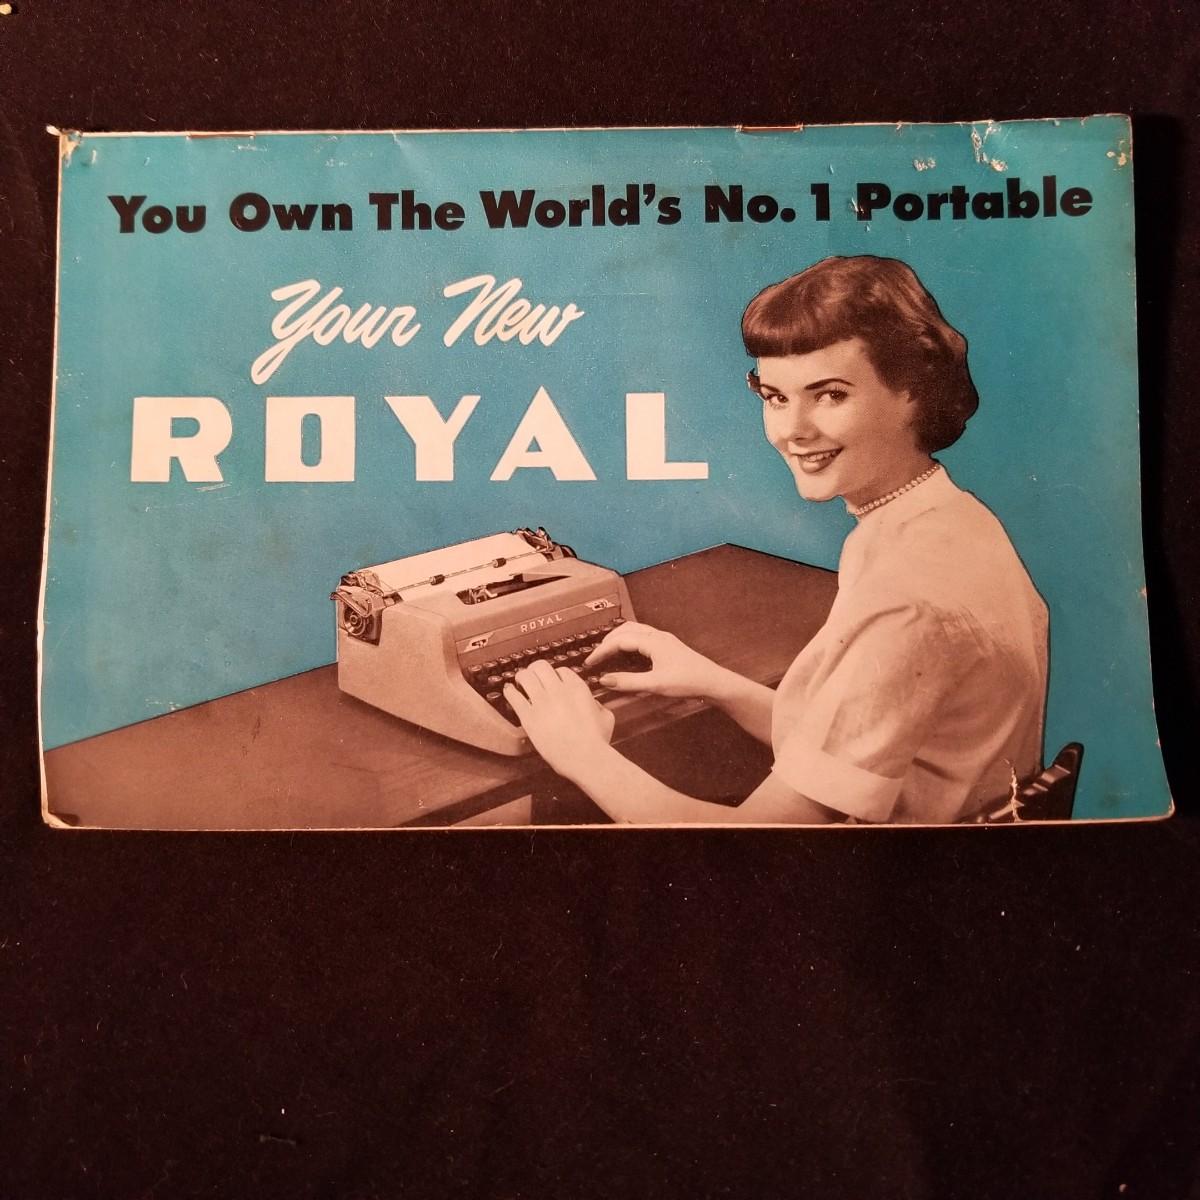 You Own The World's No. 1 Portable
Your New
ROYAL
ROYAL